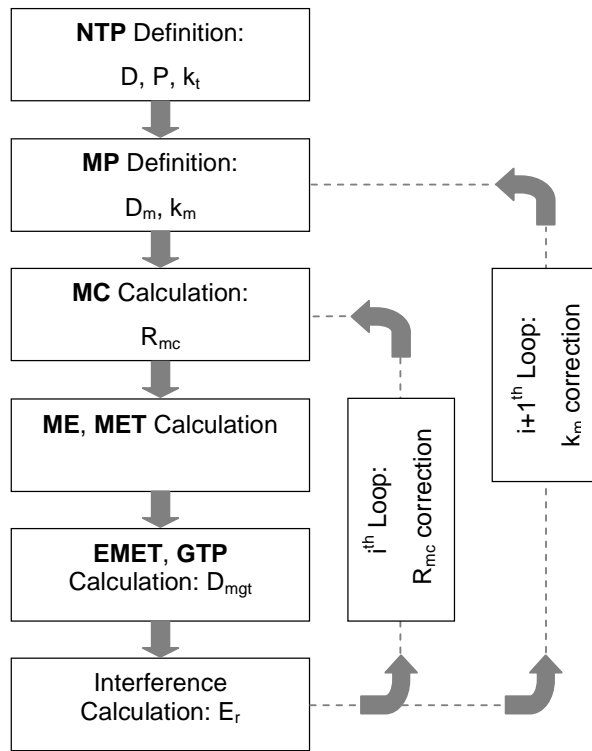 NTP Definition:
D, P, kt
MP Definition:
Dm, km
MC Calculation:
Rmc
ME, MET Calculation
EMET, GTP
Calculation: Dmgt
Interference
Calculation: Er
ith Loop:
Rmc correction
i+1th Loop:
km correction